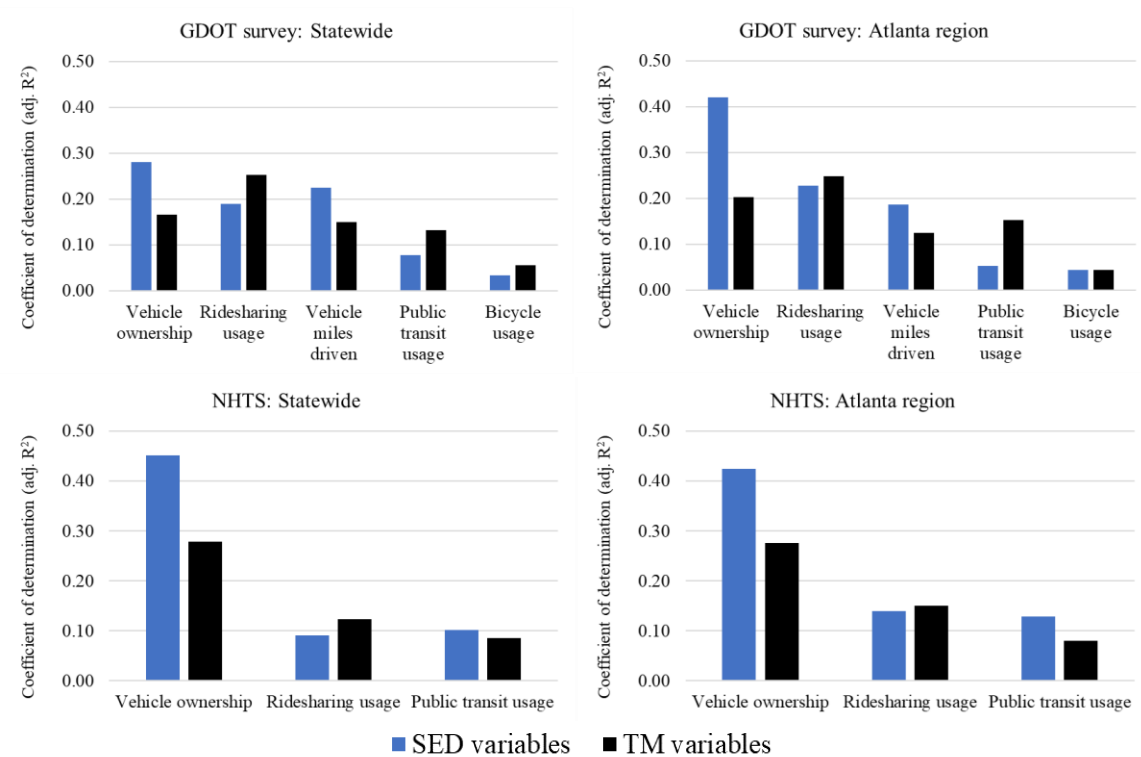 GDOT survey: Statewide
Coefficient of determination (adj. R²)
0.50
0.40
0.30
0.20
0.10
0.00
Vehicle ownership
Ridesharing usage
Vehicle miles driven
Public transit usage
Bicycle usage
GDOT survey: Atlanta region
Coefficient of determination (adj. R²)
0.50
0.40
0.30
0.20
0.10
0.00
Vehicle ownership
Ridesharing usage
Vehicle miles driven
Public transit usage
Bicycle usage
NHTS: Statewide
Coefficient of determination (adj. R²)
0.50
0.40
0.30
0.20
0.10
0.00
Vehicle ownership
Ridesharing usage
Public transit usage
NHTS: Atlanta region
Coefficient of determination (adj. R²)
0.50
0.40
0.30
0.20
0.10
0.00
Vehicle ownership
Ridesharing usage
Public transit usage
SED variables
TM variables